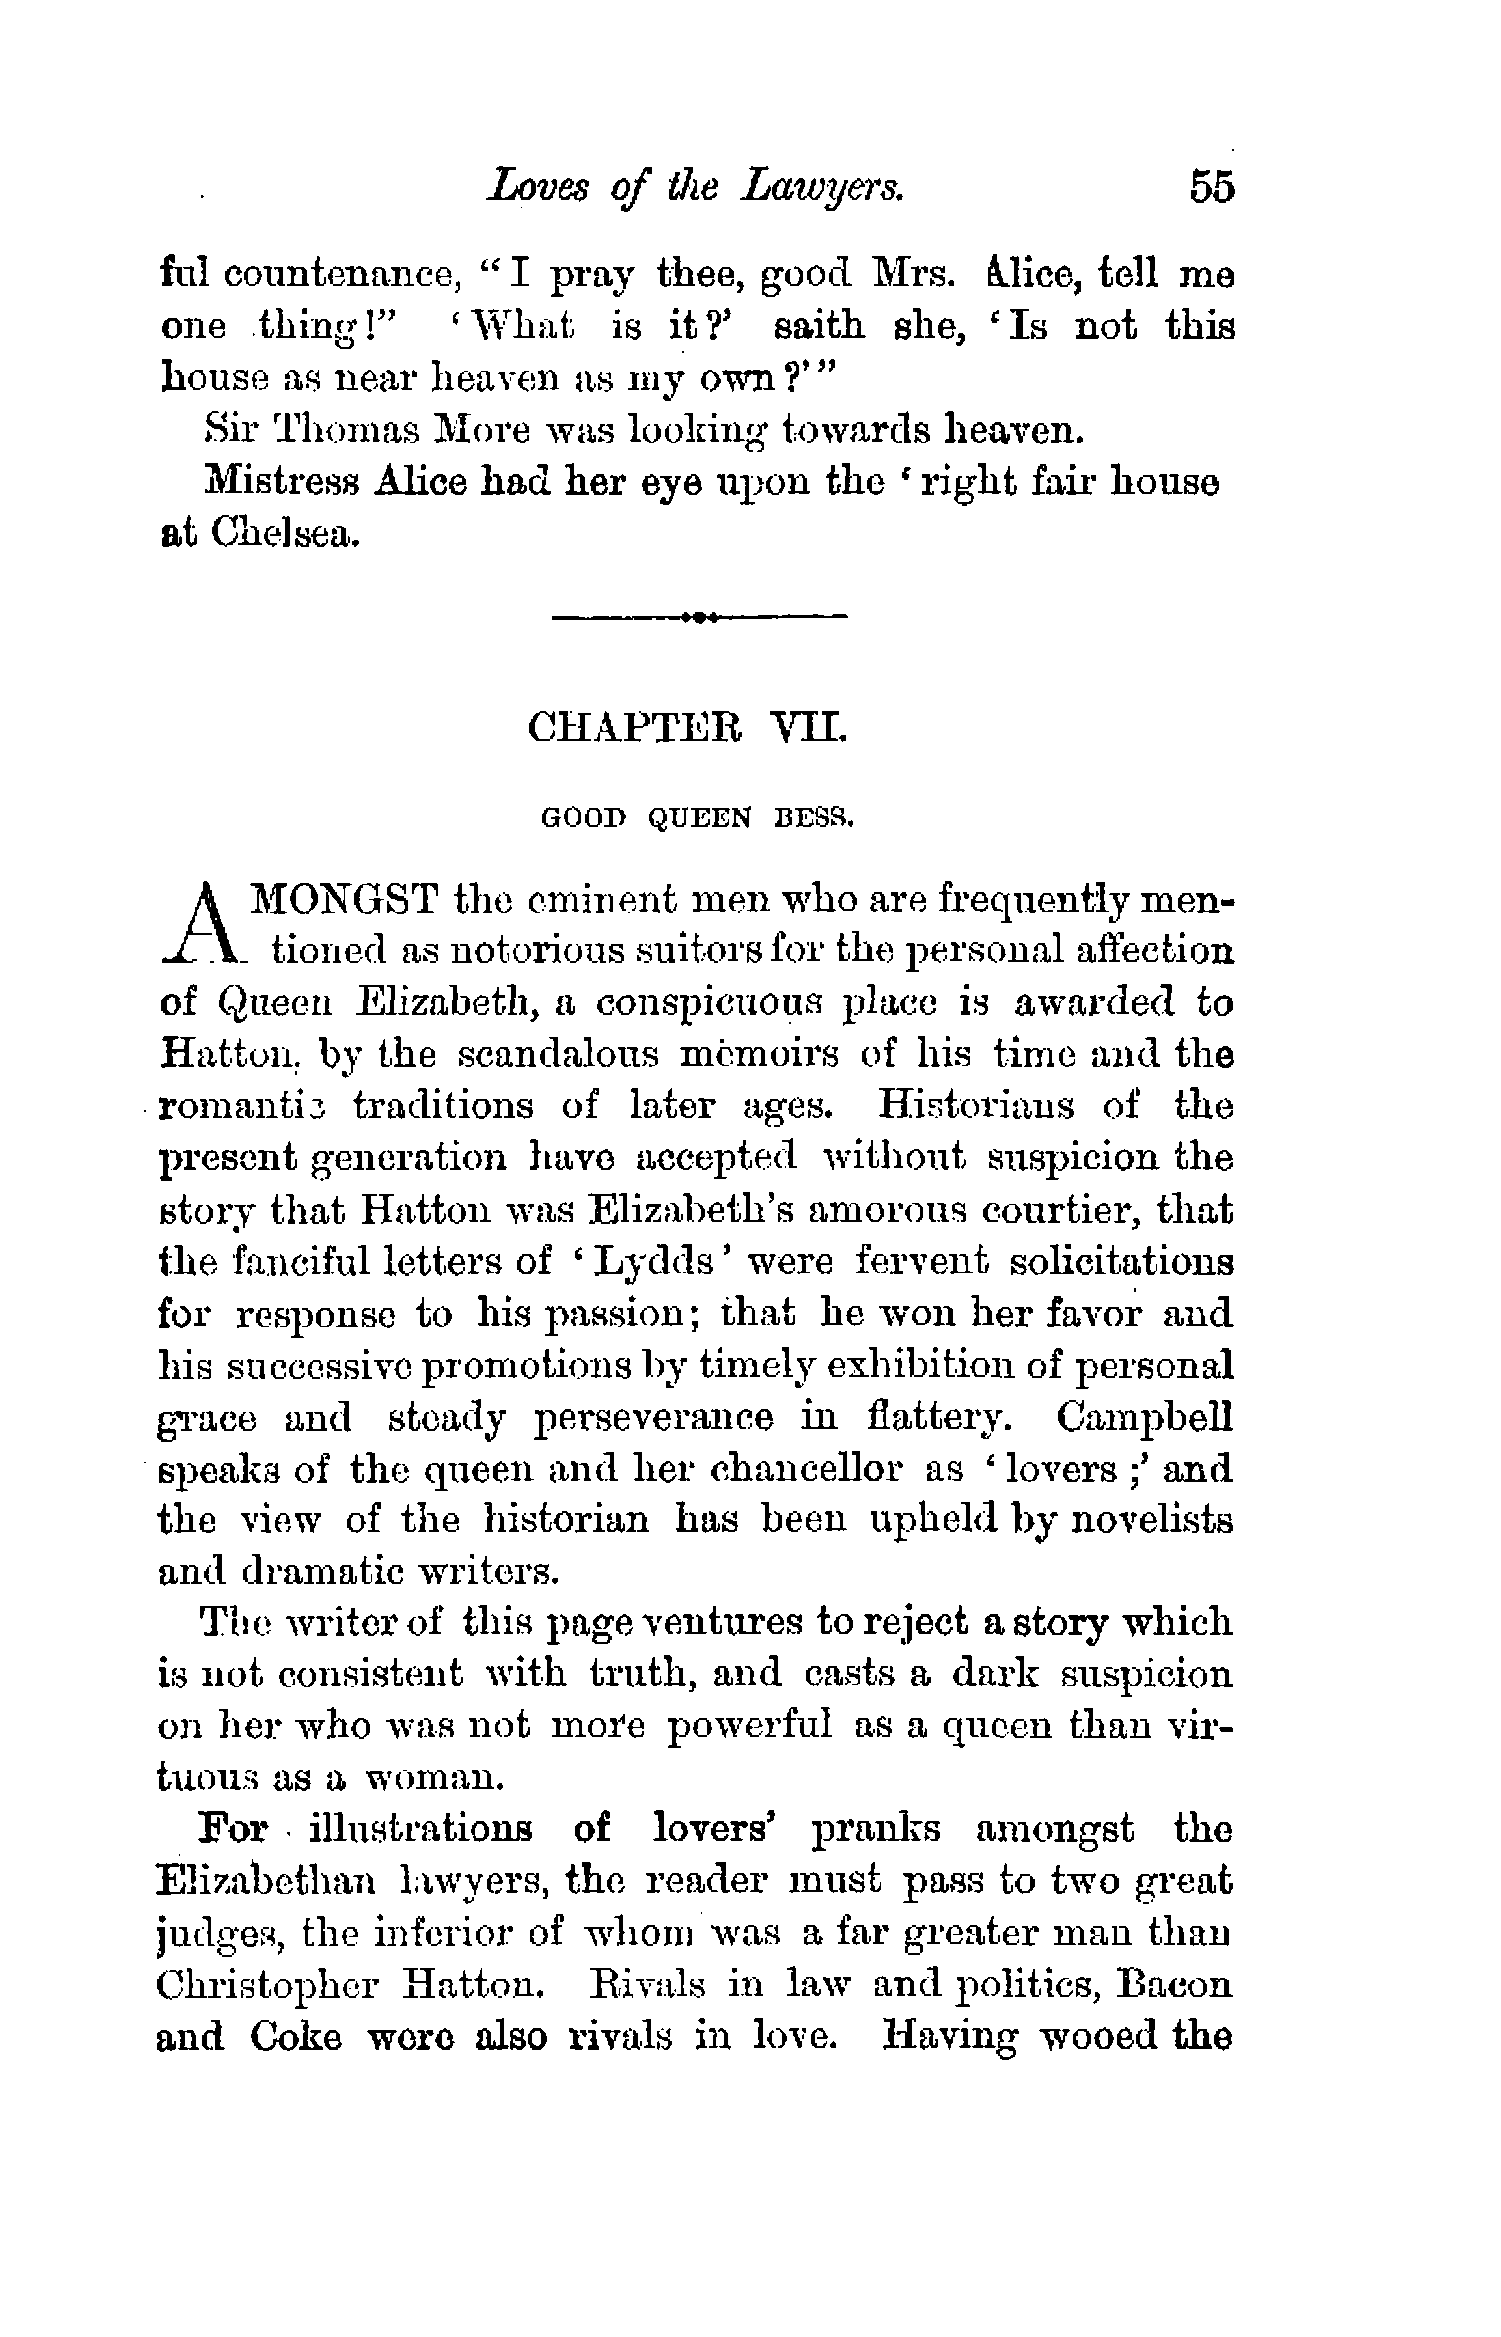 Loves of the Lawyers. 55
ful countenance, “ I pray thee, good Mrs. Alice, tell me
one thing!” ‘ What is it ?’ saith she, ‘ Is not this
house as near heaven as my own ?’ ”
Sir Thomas More was looking towards heaven.
Mistress Alice had her eye upon the ‘ right fair house
at Chelsea.
CHAPTER VII.
GOOD QUEEN BESS.
AMONGST the eminent men who are frequently men-
tioned as notorious suitors for the personal affection
of Queen Elizabeth, a conspicuous place is awarded to
Hatton, by the scandalous memoirs of his time and the
romantic traditions of later ages. Historians of the
present generation have accepted without suspicion the
story that Hatton was Elizabeth’s amorous courtier, that
the fanciful letters of ‘ Lydds ’ were fervent solicitations
for response to his passion; that he won her favor and
his successive promotions by timely exhibition of personal
grace and steady perseverance in flattery. Campbell
speaks of the queen and her chancellor as ‘ lovers ;’ and
the view of the historian has been upheld by novelists
and dramatic writers.
The writer of this page ventures to reject a story which
is not consistent with truth, and casts a dark suspicion
on her who was not more powerful as a queen than vir-
tuous as a woman.
For illustrations of lovers’ pranks amongst the
Elizabethan lawyers, the reader must pass to two great
judges, the inferior of whom was a far greater man than
Christopher Hatton. Rivals in law and politics, Bacon
and Coke were also rivals in love. Having wooed the